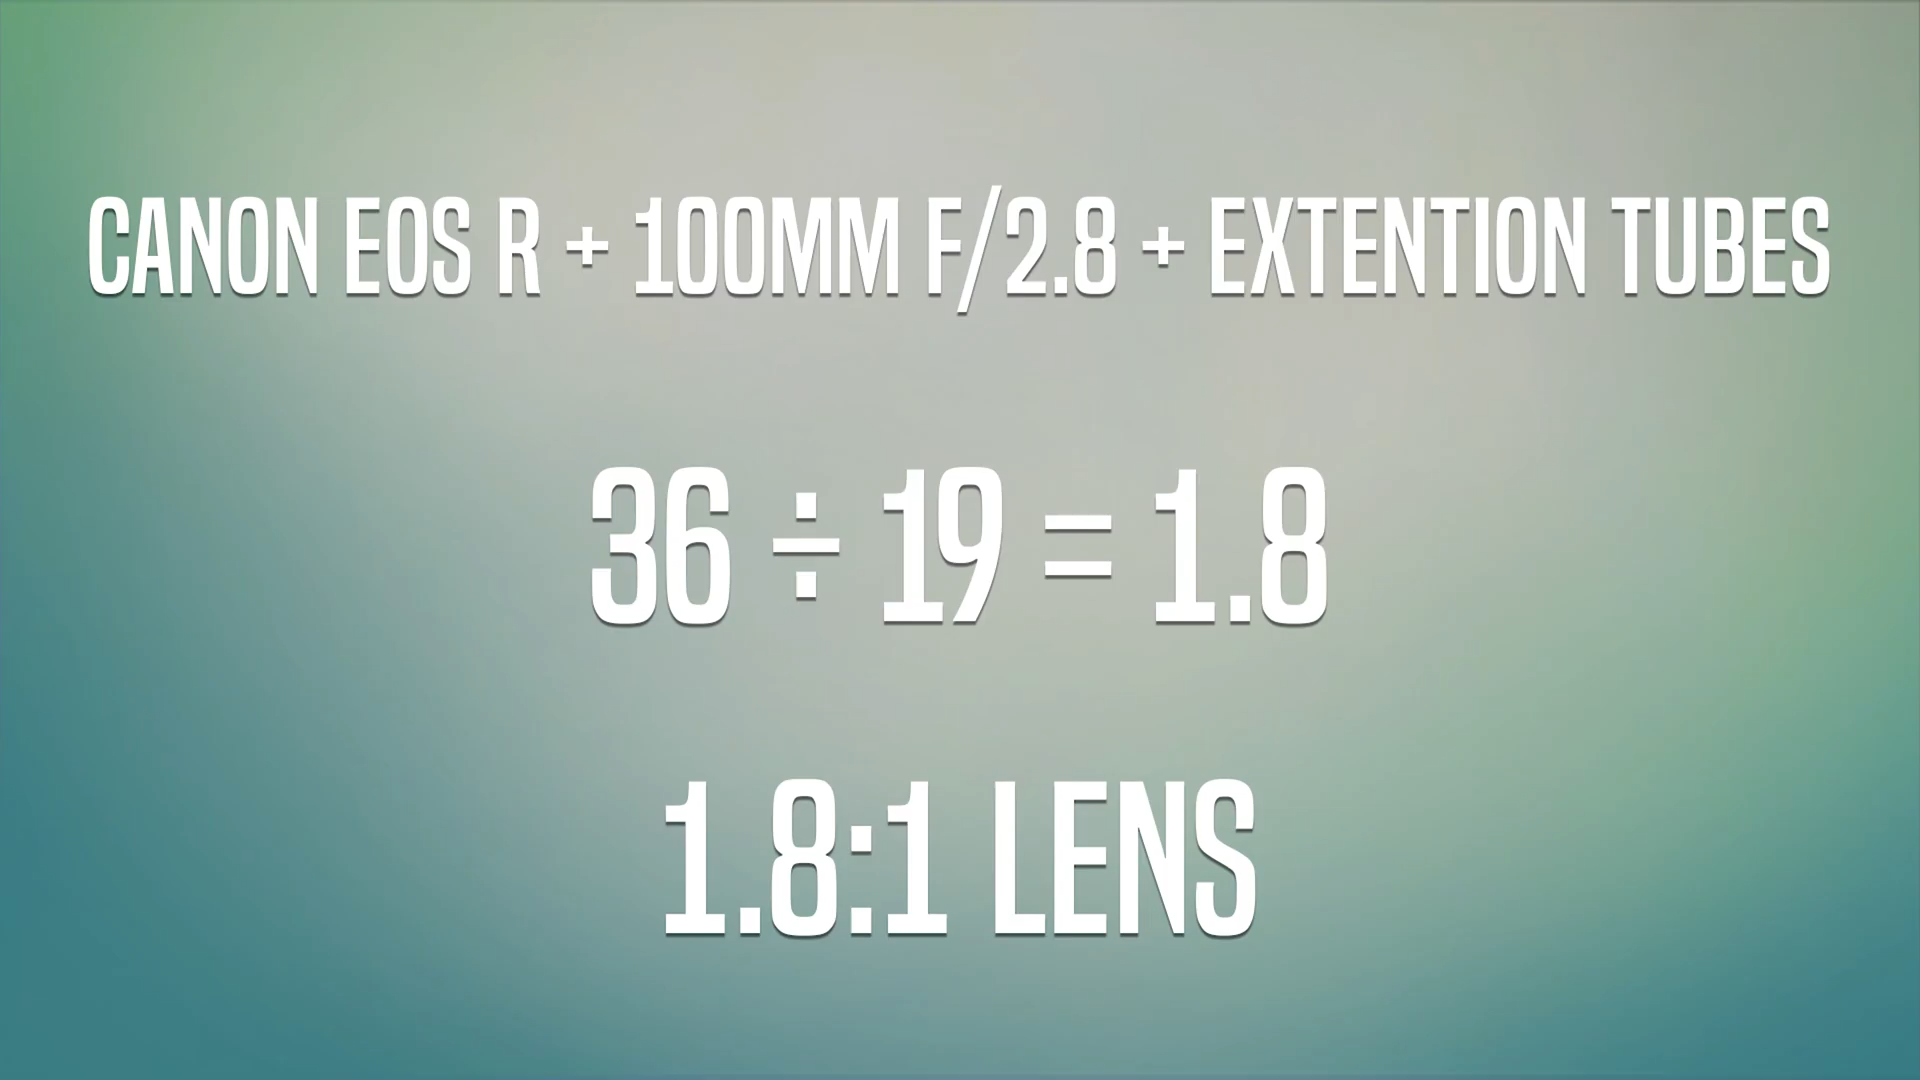 CANON EOS R + 100MM F/2.8 + EXTENTION TUBES
36 ÷ 19 = 1.8
1.8:1 LENS